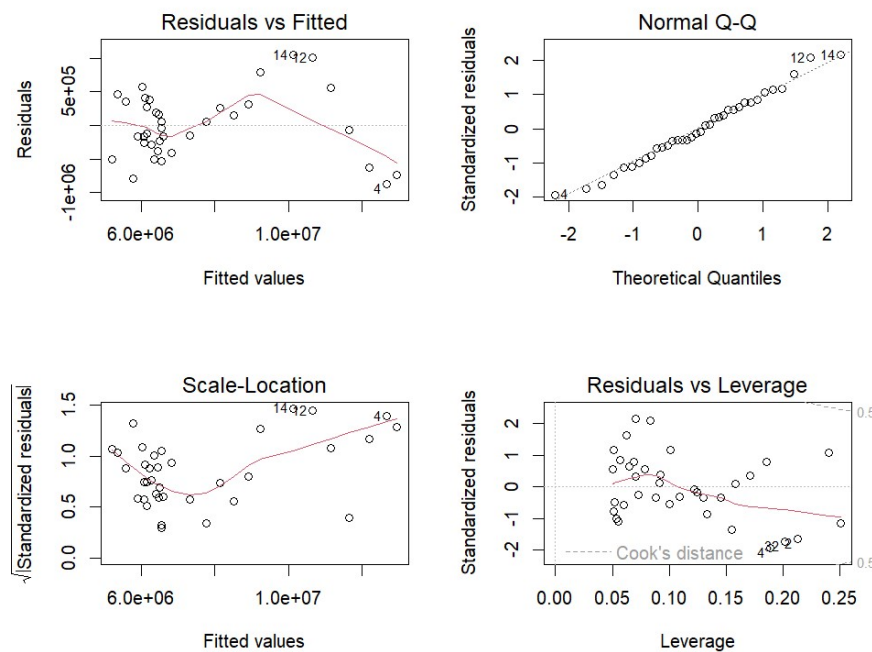 Residuals vs Fitted
Residuals
5e+05
-1e+06
14
12
4
6.0e+06 1.0e+07
Fitted values
Normal Q-Q
Standardized residuals
2
1
0
-1
-2
12
14
4
-2 -1 0 1 2
Theoretical Quantiles
Scale-Location
√|Standardized residuals|
1.5
1.0
0.5
0.0
14
12
4
6.0e+06 1.0e+07
Fitted values
Residuals vs Leverage
Standardized residuals
2
1
0
-1
-2
0.5
4
2
Cook's distance
0.5
0.00 0.05 0.10 0.15 0.20 0.25
Leverage